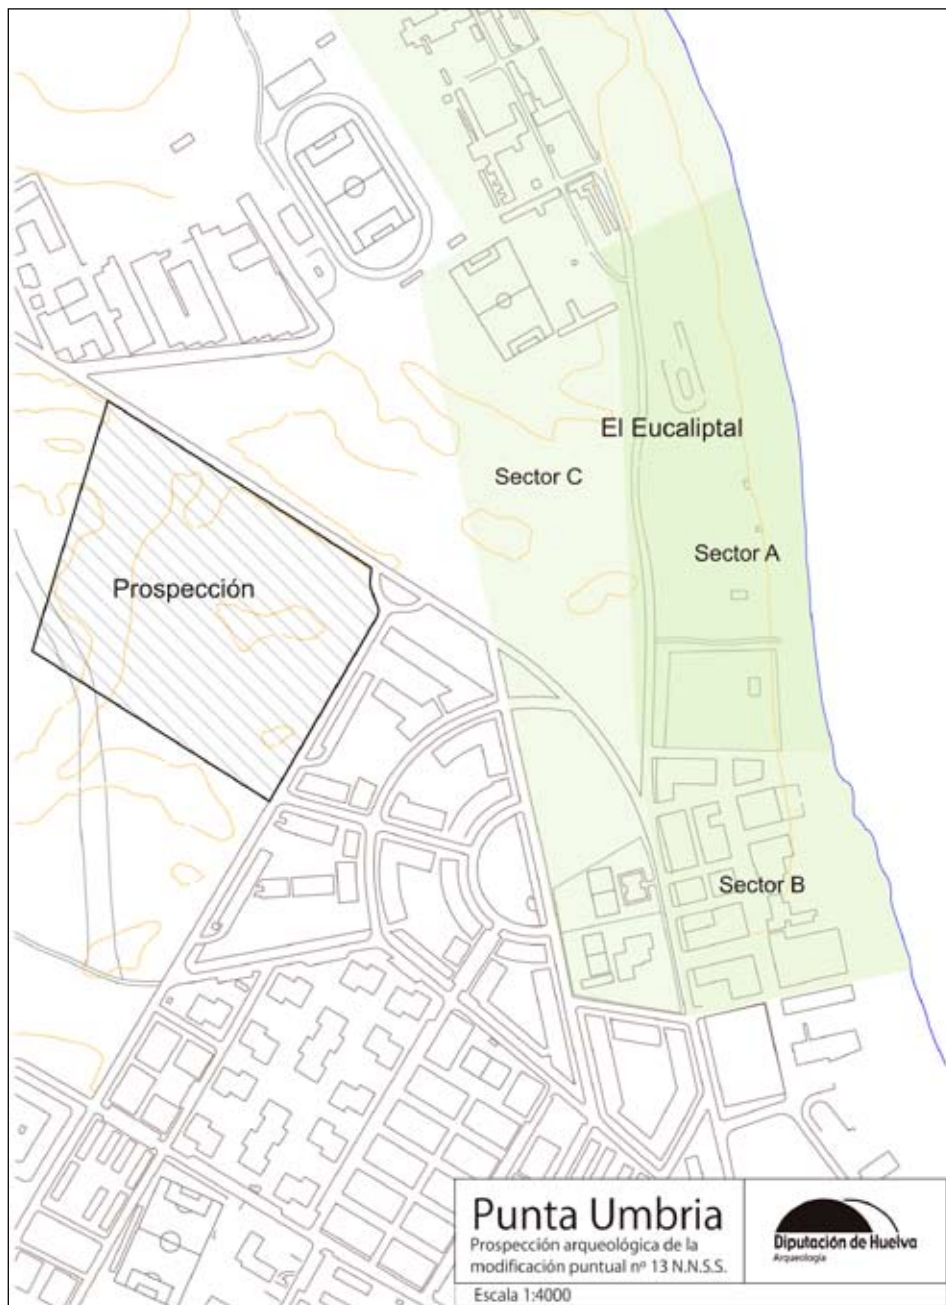 El Eucaliptal
Sector C
Sector A
Prospección
Sector B
Punta Umbria
Prospección arqueológica de la
modificación puntual nº 13 N.N.S.S.
Escala 1:4000
Diputación de Huelva
Arqueología